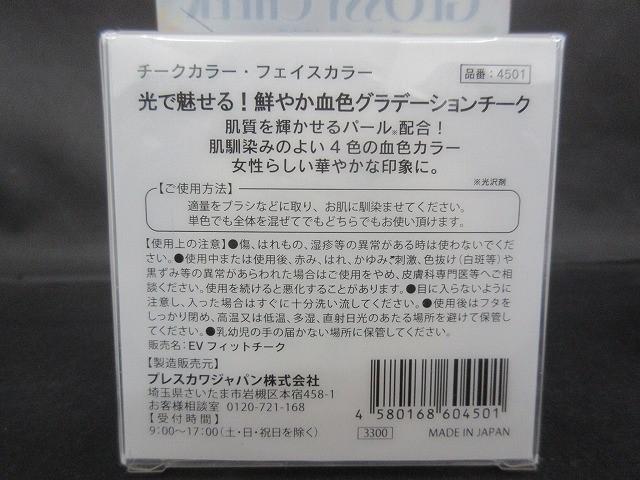 GLOSSY CHEEK
チークカラー・フェイスカラー
品番：4501
光で魅せる！鮮やか血色グラデーションチーク
肌質を輝かせるパール※配合！
肌馴染みのよい４色の血色カラー
女性らしい華やかな印象に。
※光沢剤
【ご使用方法】
適量をブラシなどに取り、お肌に馴染ませてください。
単色でも全体を混ぜてでもどちらでもお使い頂けます。
【使用上の注意】●傷、はれもの、湿疹等の異常がある時は使わないでくだ
さい。●使用中または使用後、赤み、はれ、かゆみ、刺激、色抜け(白斑等)や
黒ずみ等の異常があらわれた場合はご使用をやめ、皮膚科専門医等へご相
談ください。使用を続けると悪化することがあります。●目に入らないように
注意し、入った場合はすぐに十分洗い流してください。●使用後はフタを
しっかり閉め、高温又は低温、多湿、直射日光のあたる場所を避けて保管し
てください。●乳幼児の手の届かない場所に保管してください。
販売名：EV フィットチーク
【製造販売元】
プレスカワジャパン株式会社
埼玉県さいたま市岩槻区本宿458-1
お客様相談室 0120-721-168
【受付時間】
9：00～17：00(土・日・祝日を除く)
4 580168 604501
3300
MADE IN JAPAN